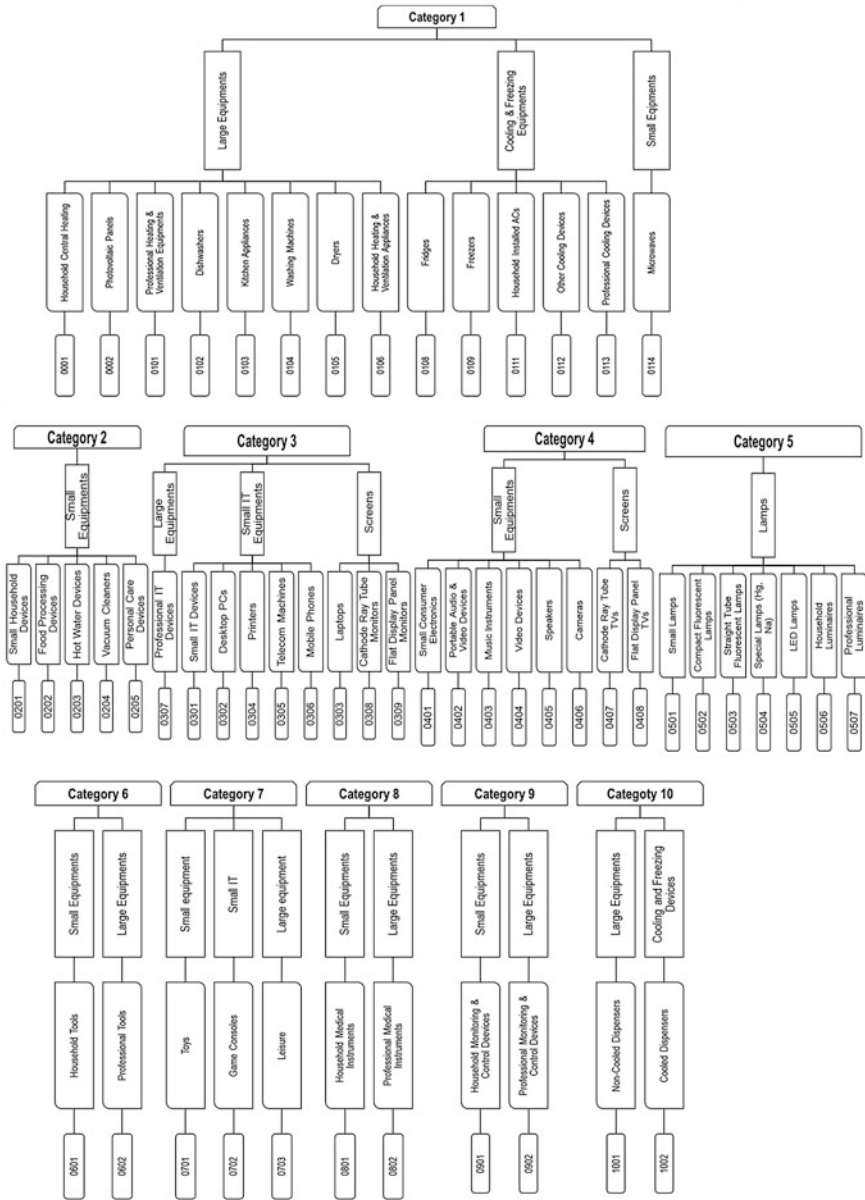 Category 1
Large Equipments
Cooling & Freezing
Equipments
Small Eqipments
Household Central Heating
Photovoltaic Panels
Professional Heating &
Ventilation Equipments
Dishwashers
Kitchen Appliances
Washing Machines
Dryers
Household Heating &
Ventilation Appliances
Fridges
Freezers
Household Installed ACs
Other Cooling Devices
Professional Cooling Devices
Microwaves
0001
0002
0101
0102
0103
0104
0105
0106
0108
0109
0111
0112
0113
0114
Category 2
Small
Equipments
Small Household
Devices
Food Processing
Devices
Hot Water Devices
Vacuum Cleaners
Personal Care
Devices
0201
0202
0203
0204
0205
Category 3
Large
Equipments
Small IT
Equipments
Screens
Professional IT
Devices
Small IT Devices
Desktop PCs
Printers
Telecom Machines
Mobile Phones
Laptops
Cathode Ray Tube
Monitors
Flat Display Panel
Monitors
0307
0301
0302
0304
0305
0306
0303
0308
0309
Category 4
Small
Equipments
Screens
Small Consumer
Electronics
Portable Audio &
Video Devices
Music Instruments
Video Devices
Speakers
Cameras
Cathode Ray Tube
TVs
Flat Display Panel
TVs
0401
0402
0403
0404
0405
0406
0407
0408
Category 5
Lamps
Small Lamps
Compact Fluorescent
Lamps
Straight Tube
Fluorescent Lamps
Special Lamps (Hg,
Na)
LED Lamps
Household
Luminaires
Professional
Luminaires
0501
0502
0503
0504
0505
0506
0507
Category 6
Small Equipments
Large Equipments
Household Tools
Professional Tools
0601
0602
Category 7
Small equipment
Small IT
Large equipment
Toys
Game Consoles
Leisure
0701
0702
0703
Category 8
Small Equipments
Large Equipments
Household Medical
Instruments
Professional Medical
Instruments
0801
0802
Category 9
Small Equipments
Large Equipments
Household Monitoring &
Control Deevices
Professional Monitoring &
Control Devices
0901
0902
Categoty 10
Large Equipments
Cooling and Freezing
Devices
Non-Cooled Dispensers
Cooled Dispensers
1001
1002